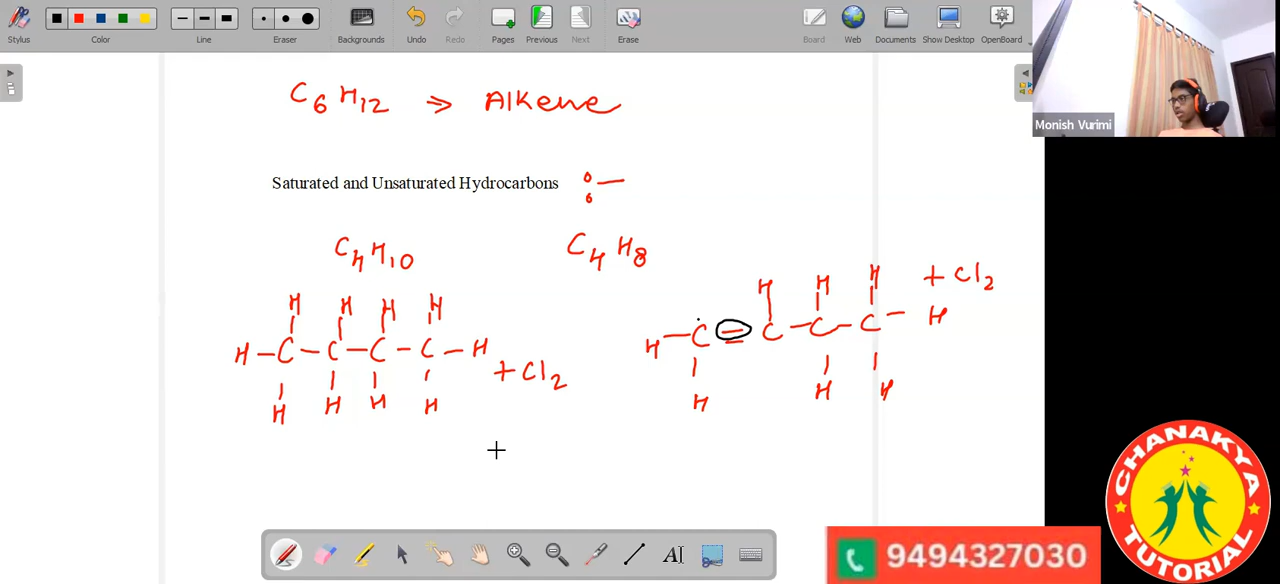 Stylus Color Line Eraser Backgrounds Undo Redo Pages Previous Next Erase Board Web Documents Show Desktop OpenBoard
C6H12 ⇒ Alkene
Monish Vurimi
Saturated and Unsaturated Hydrocarbons
C4H10 C4H8
H H H H
H-C-C-C-C-H + Cl2
H H H H
H H H + Cl2
H-C=C-C-C-H
H H H
CHANAKYA TUTORIAL
9494327030